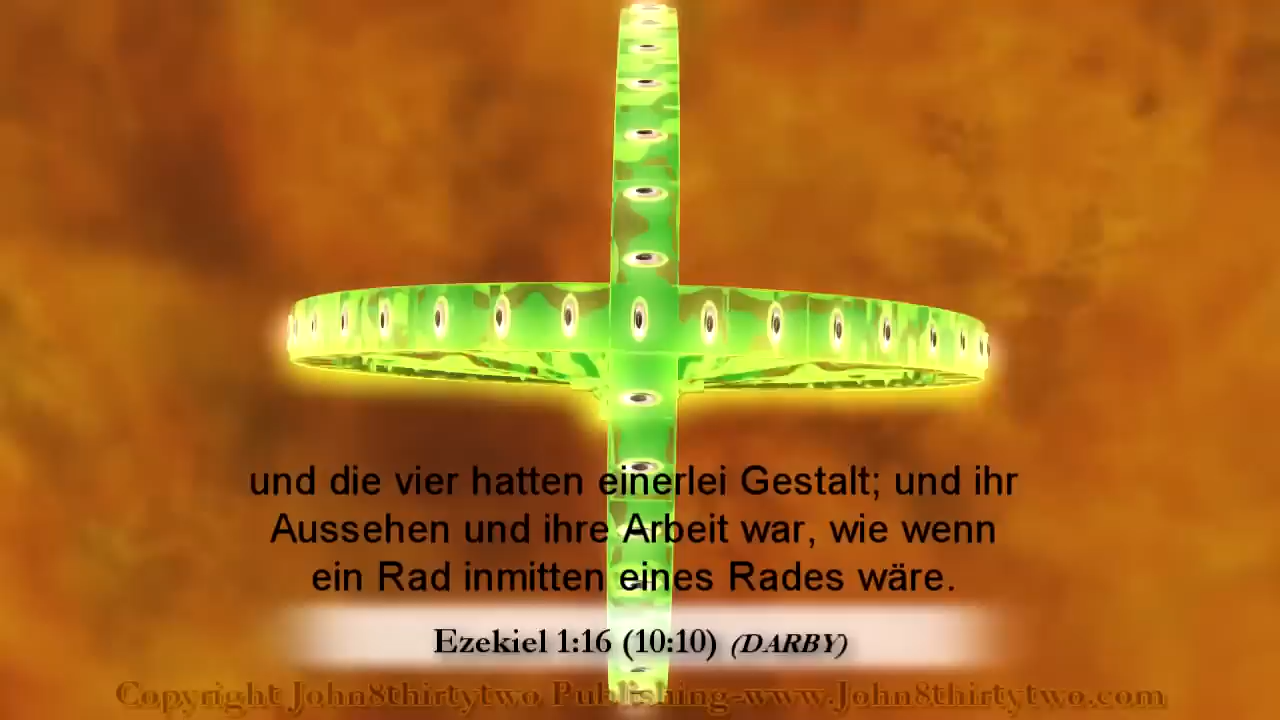 und die vier hatten einerlei Gestalt; und ihr
Aussehen und ihre Arbeit war, wie wenn
ein Rad inmitten eines Rades wäre.
Ezekiel 1:16 (10:10) (DARBY)
Copyright John8thirtytwo Publishing-www.John8thirtytwo.com